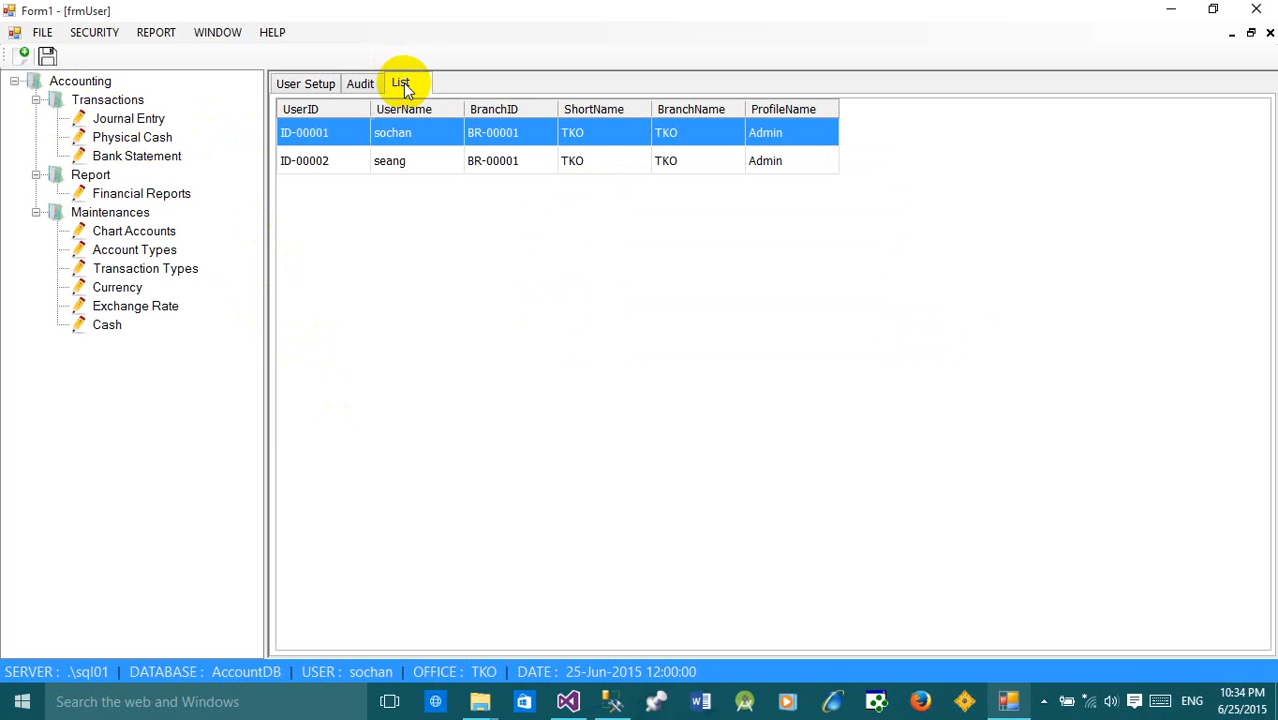 Form1 - [frmUser]
FILE SECURITY REPORT WINDOW HELP
Accounting
Transactions
Journal Entry
Physical Cash
Bank Statement
Report
Financial Reports
Maintenances
Chart Accounts
Account Types
Transaction Types
Currency
Exchange Rate
Cash
User Setup Audit List
UserID UserName BranchID ShortName BranchName ProfileName
ID-00001 sochan BR-00001 TKO TKO Admin
ID-00002 seang BR-00001 TKO TKO Admin
SERVER : .\sql01 | DATABASE : AccountDB | USER : sochan | OFFICE : TKO | DATE : 25-Jun-2015 12:00:00
Search the web and Windows
ENG
10:34 PM
6/25/2015